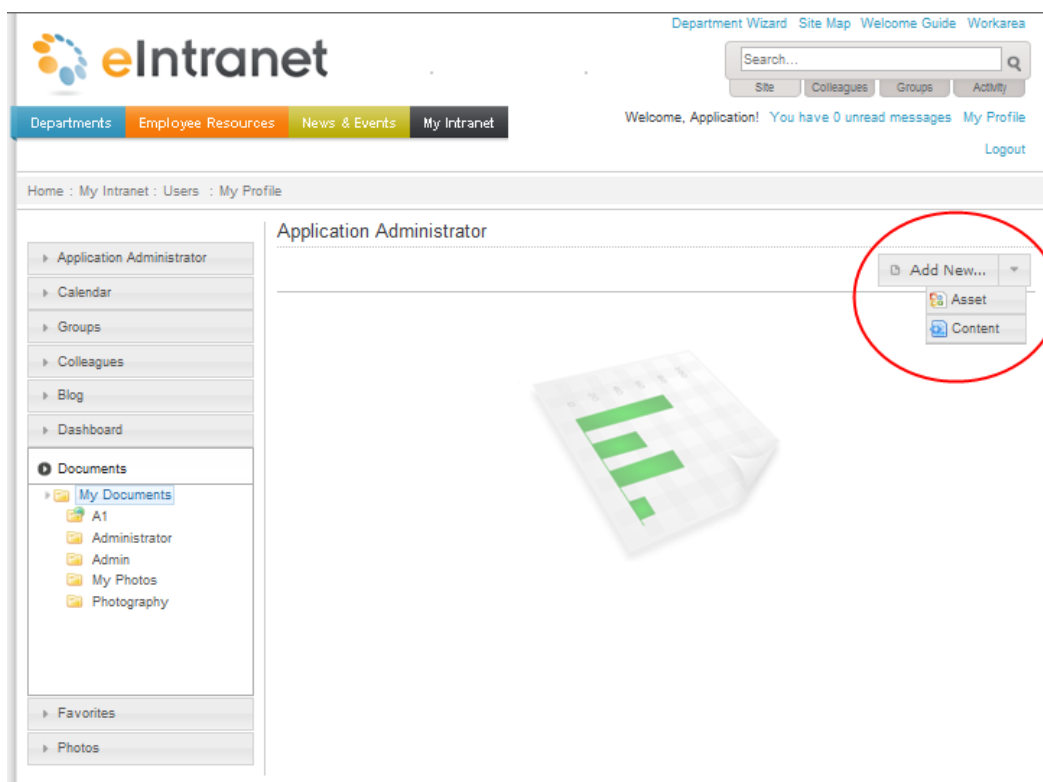 Department Wizard Site Map Welcome Guide Workarea
eIntranet
Search...
Site Colleagues Groups Activity
Departments Employee Resources News & Events My Intranet
Welcome, Application! You have 0 unread messages My Profile
Logout
Home : My Intranet : Users : My Profile
Application Administrator
Application Administrator
Calendar
Groups
Colleagues
Blog
Dashboard
Documents
My Documents
A1
Administrator
Admin
My Photos
Photography
Favorites
Photos
Add New...
Asset
Content